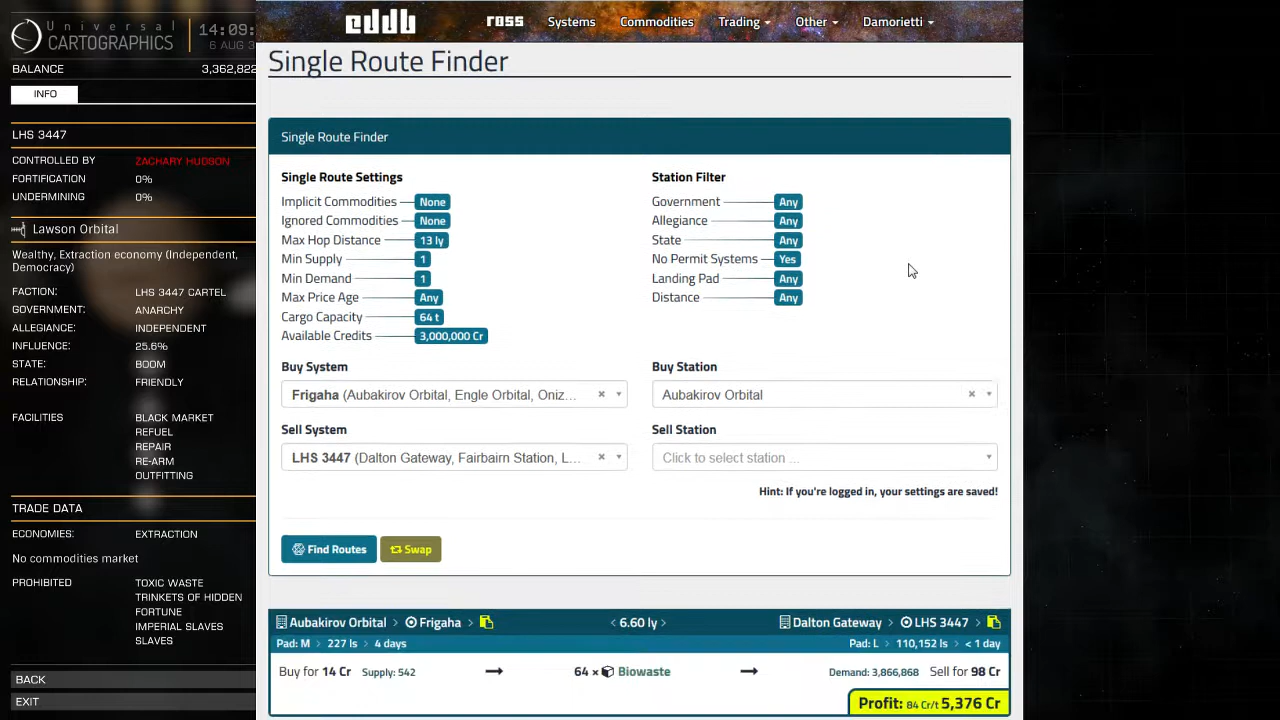 Universal
CARTOGRAPHICS
14:09:
6 AUG 3
BALANCE 3,362,822
INFO
LHS 3447
CONTROLLED BY ZACHARY HUDSON
FORTIFICATION 0%
UNDERMINING 0%
Lawson Orbital
Wealthy, Extraction economy (Independent,
Democracy)
FACTION: LHS 3447 CARTEL
GOVERNMENT: ANARCHY
ALLEGIANCE: INDEPENDENT
INFLUENCE: 25.6%
STATE: BOOM
RELATIONSHIP: FRIENDLY
FACILITIES BLACK MARKET
REFUEL
REPAIR
RE-ARM
OUTFITTING
TRADE DATA
ECONOMIES: EXTRACTION
No commodities market
PROHIBITED TOXIC WASTE
TRINKETS OF HIDDEN
FORTUNE
IMPERIAL SLAVES
SLAVES
BACK
EXIT
eddb ross Systems Commodities Trading Other Damorietti
Single Route Finder
Single Route Finder
Single Route Settings
Implicit Commodities None
Ignored Commodities None
Max Hop Distance 13 ly
Min Supply 1
Min Demand 1
Max Price Age Any
Cargo Capacity 64 t
Available Credits 3,000,000 Cr
Station Filter
Government Any
Allegiance Any
State Any
No Permit Systems Yes
Landing Pad Any
Distance Any
Buy System
Frigaha (Aubakirov Orbital, Engle Orbital, Oniz... ×
Buy Station
Aubakirov Orbital ×
Sell System
LHS 3447 (Dalton Gateway, Fairbairn Station, L... ×
Sell Station
Click to select station ...
Hint: If you're logged in, your settings are saved!
Find Routes Swap
Aubakirov Orbital > Frigaha > < 6.60 ly > Dalton Gateway > LHS 3447 >
Pad: M > 227 ls > 4 days Pad: L > 110,152 ls > < 1 day
Buy for 14 Cr Supply: 542 → 64 × Biowaste → Demand: 3,866,868 Sell for 98 Cr
Profit: 84 Cr/t 5,376 Cr